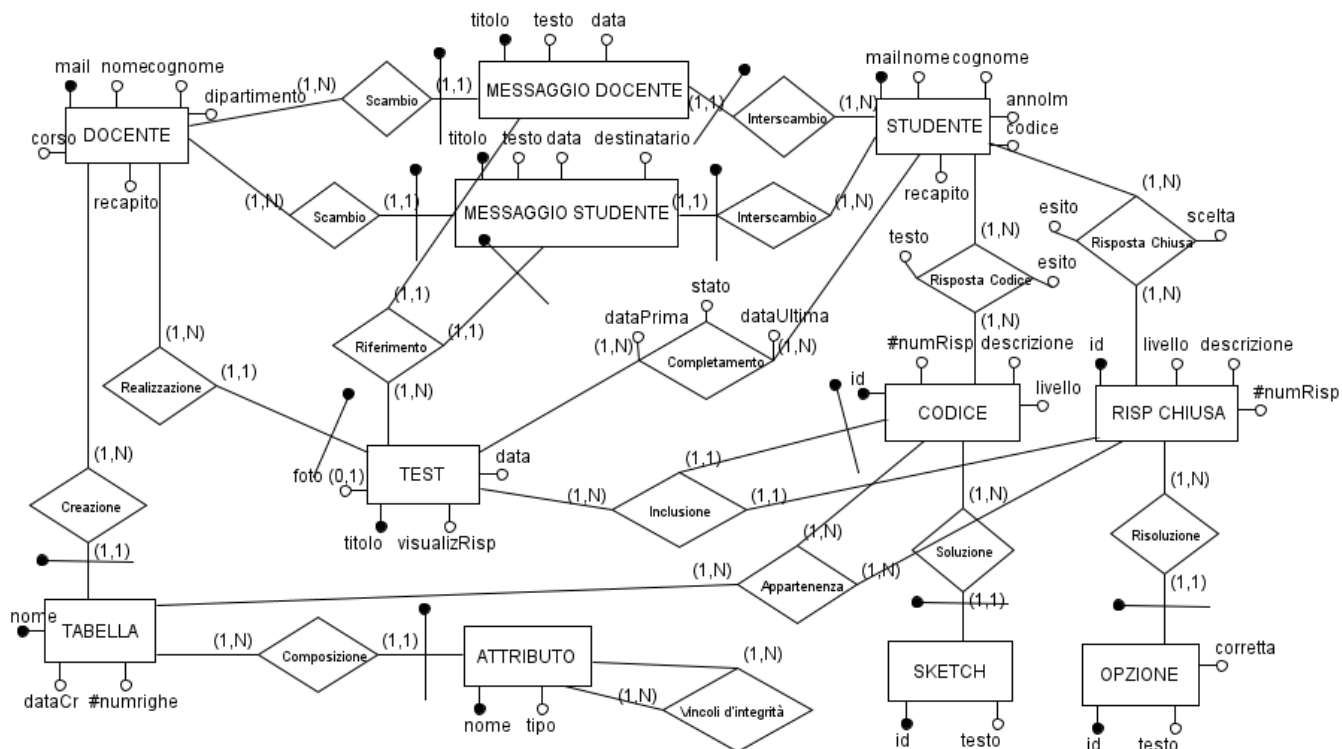 titolo testo data
mail nome cognome
mail nome cognome
(1,N) Scambio (1,1) MESSAGGIO DOCENTE (1,1) Interscambio (1,N)
dipartimento
annoIm
corso DOCENTE
STUDENTE
codice
titolo testo data destinatario
recapito
recapito
(1,N) Scambio (1,1) MESSAGGIO STUDENTE (1,1) Interscambio (1,N)
(1,N)
esito scelta
Risposta Chiusa
(1,N)
testo esito
Risposta Codice
(1,N)
(1,N)
stato
dataPrima dataUltima
(1,1) (1,1)
(1,N) Completamento (1,N)
Riferimento
(1,N)
(1,N)
Realizzazione (1,1)
#numRisp descrizione
id livello descrizione
id CODICE livello
RISP CHIUSA #numRisp
foto (0,1) TEST data
titolo visualizRisp
(1,N) Inclusione (1,1)
(1,1)
(1,N)
Creazione
(1,1)
(1,N)
Soluzione
(1,1)
(1,N)
Risoluzione
(1,1)
(1,N)
(1,N) Appartenenza (1,N)
nome TABELLA
dataCr #numrighe
(1,N) Composizione (1,1) ATTRIBUTO
nome tipo
(1,N)
(1,N) Vincoli d'integrità
SKETCH
id testo
corretta
OPZIONE
id testo